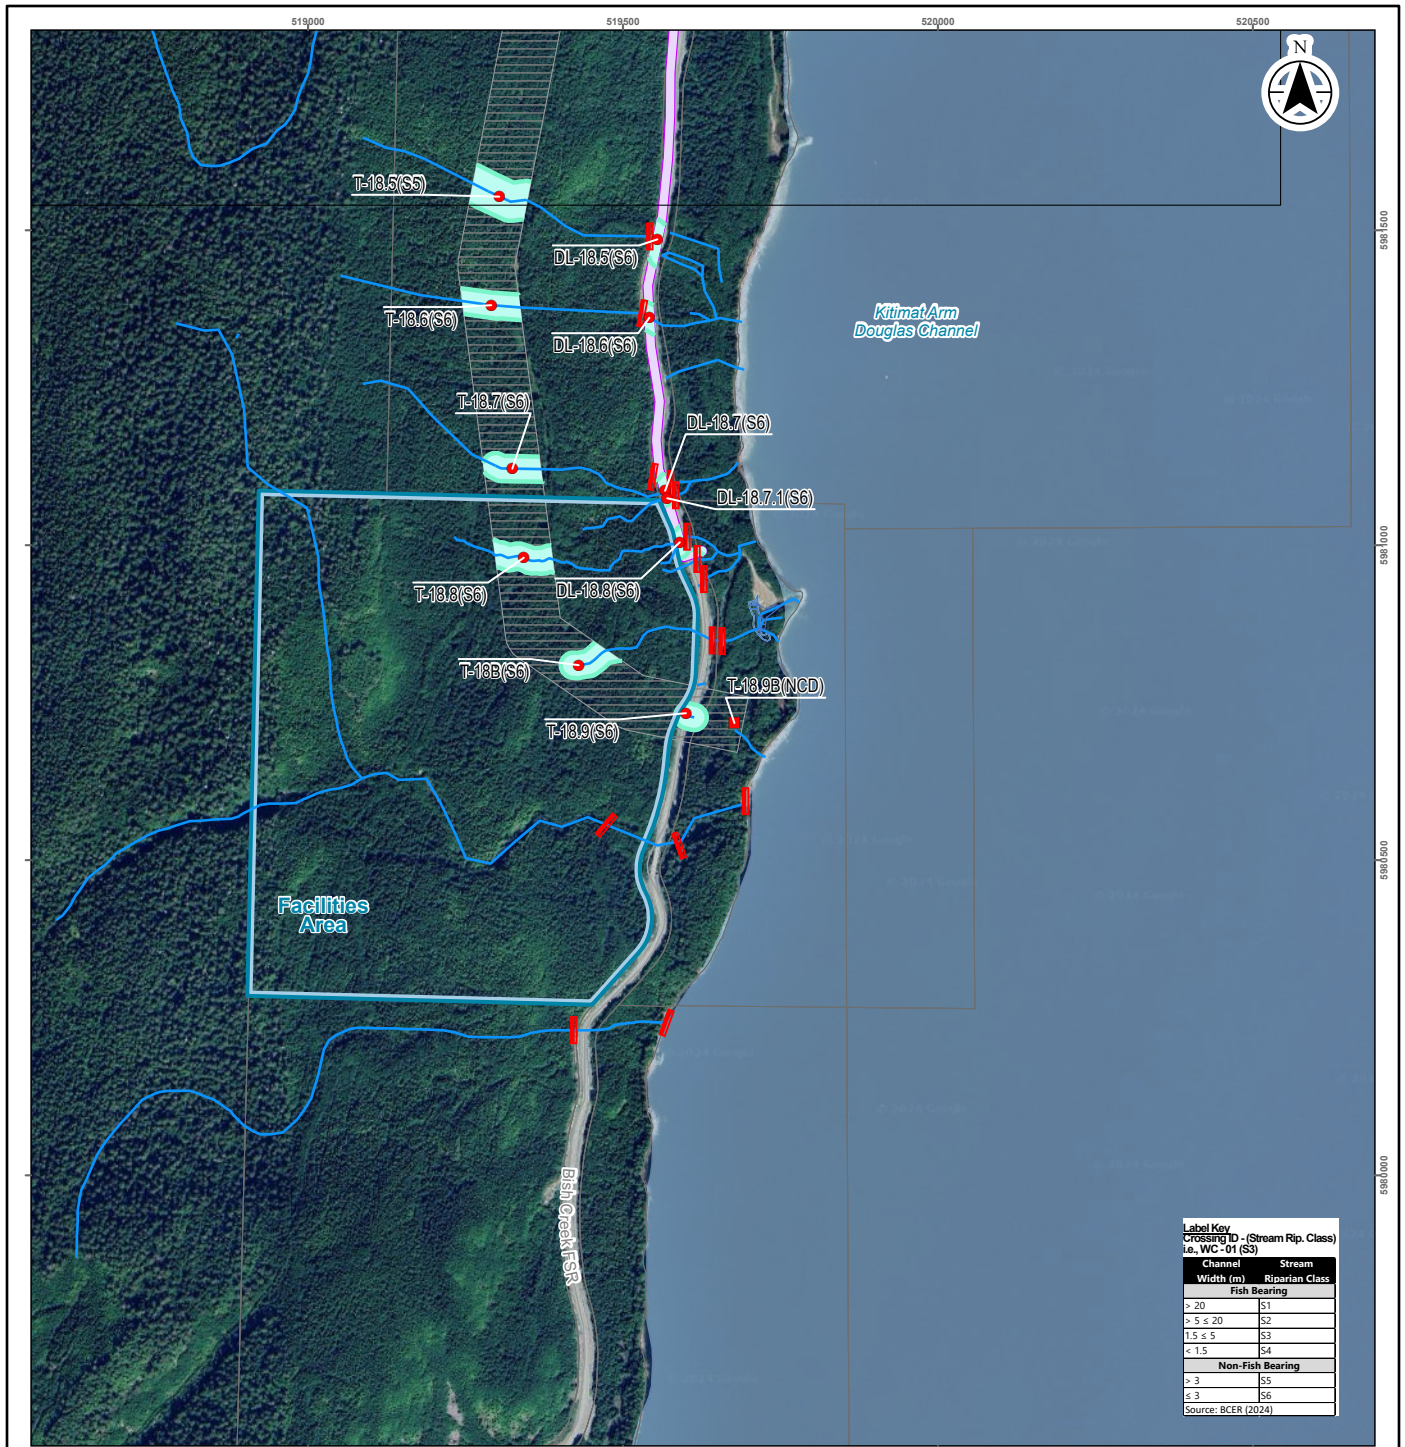 519000
519500
520000
520500
N
T-18.5(S5)
5981500
DL-18.5(S6)
Kitimat Arm
Douglas Channel
T-18.6(S6)
DL-18.6(S6)
T-18.7(S6)
DL-18.7(S6)
DL-18.7.1(S6)
5981000
T-18.8(S6)
DL-18.8(S6)
T-18B(S6)
T-18.9B(NCD)
T-18.9(S6)
5980500
Facilities
Area
Bish Creek FSR
5980000
Label Key
Crossing ID - (Stream Rip. Class)
i.e., WC - 01 (S3)
Channel Width (m) Stream Riparian Class
Fish Bearing
> 20 S1
> 5 ≤ 20 S2
1.5 ≤ 5 S3
< 1.5 S4
Non-Fish Bearing
> 3 S5
≤ 3 S6
Source: BCER (2024)